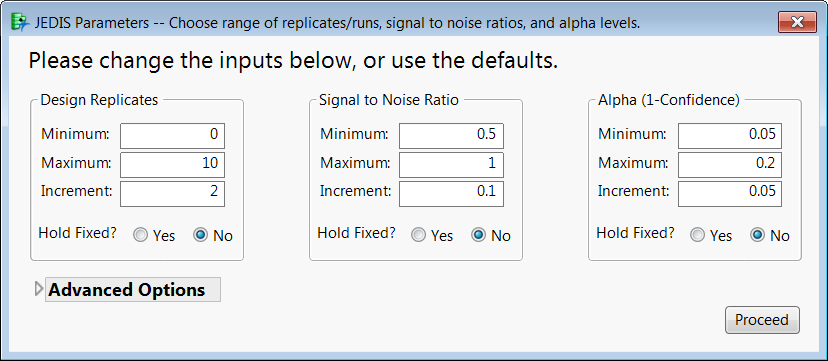 JEDIS Parameters -- Choose range of replicates/runs, signal to noise ratios, and alpha levels.
Please change the inputs below, or use the defaults.
Design Replicates
Minimum: 0
Maximum: 10
Increment: 2
Hold Fixed? Yes No
Signal to Noise Ratio
Minimum: 0.5
Maximum: 1
Increment: 0.1
Hold Fixed? Yes No
Alpha (1-Confidence)
Minimum: 0.05
Maximum: 0.2
Increment: 0.05
Hold Fixed? Yes No
Advanced Options
Proceed